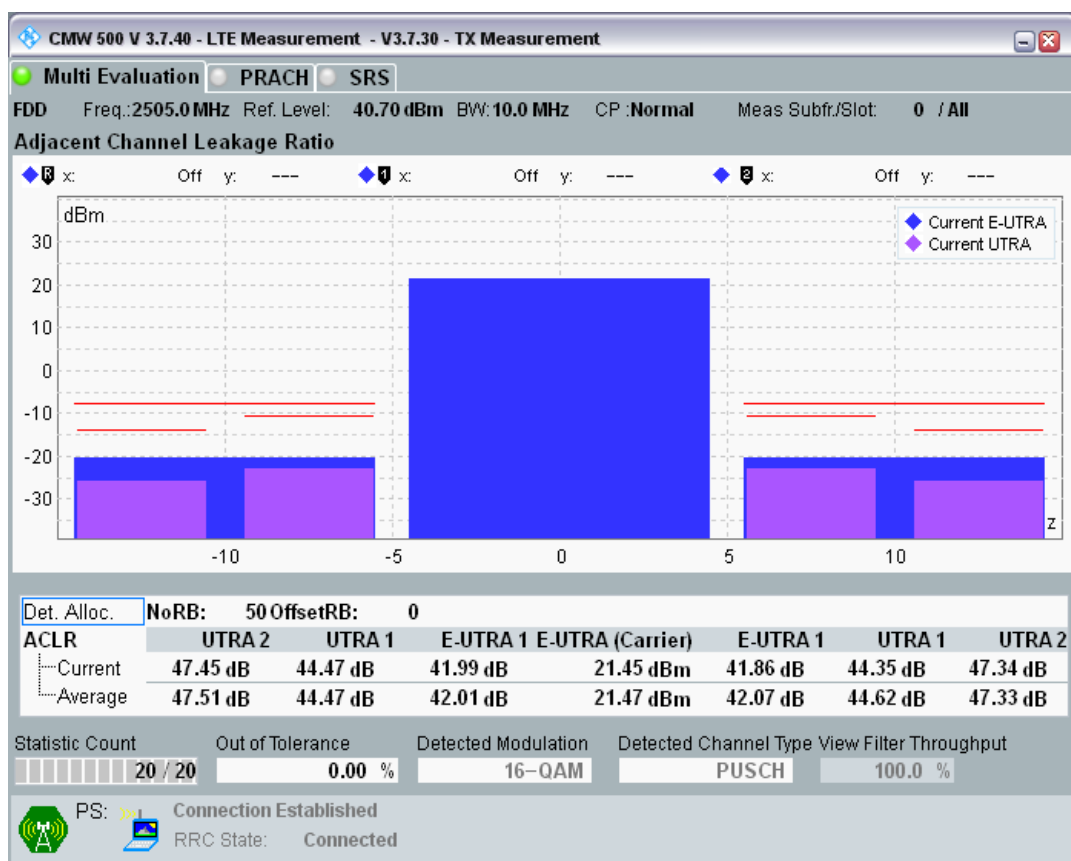 CMW 500 V 3.7.40 - LTE Measurement - V3.7.30 - TX Measurement
Multi Evaluation PRACH SRS
FDD Freq.:2505.0 MHz Ref. Level: 40.70 dBm BW: 10.0 MHz CP :Normal Meas Subfr./Slot: 0 / All
Adjacent Channel Leakage Ratio
R x: Off y: --- 1 x: Off y: --- 2 x: Off y: ---
dBm
Current E-UTRA
Current UTRA
30
20
10
0
-10
-20
-30
z
-10 -5 0 5 10
Det. Alloc. NoRB: 50 OffsetRB: 0
ACLR UTRA 2 UTRA 1 E-UTRA 1 E-UTRA (Carrier) E-UTRA 1 UTRA 1 UTRA 2
Current 47.45 dB 44.47 dB 41.99 dB 21.45 dBm 41.86 dB 44.35 dB 47.34 dB
Average 47.51 dB 44.47 dB 42.01 dB 21.47 dBm 42.07 dB 44.62 dB 47.33 dB
Statistic Count Out of Tolerance Detected Modulation Detected Channel Type View Filter Throughput
20 / 20 0.00 % 16-QAM PUSCH 100.0 %
PS: Connection Established
RRC State: Connected